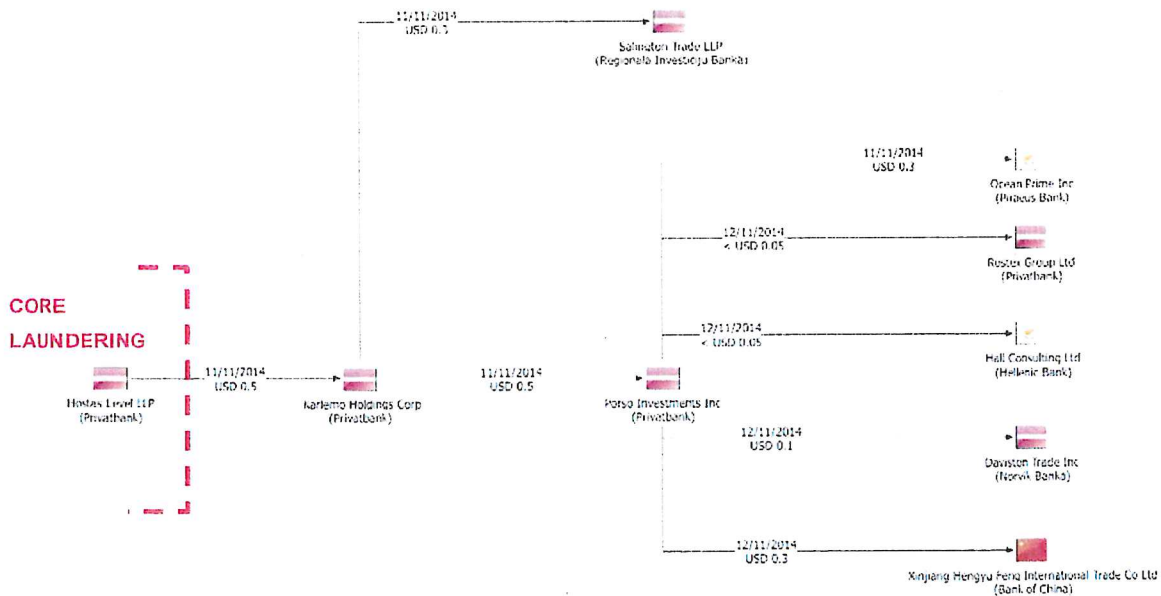 11/11/2014
USD 0.3
Salington Trade LLP
(Regionala Investiciju Banka)
11/11/2014
USD 0.3
Ocean Prime Inc
(Piraeus Bank)
12/11/2014
< USD 0.05
Rostex Group Ltd
(Privatbank)
CORE
LAUNDERING
12/11/2014
< USD 0.05
Hall Consulting Ltd
(Hellenic Bank)
11/11/2014
USD 0.5
11/11/2014
USD 0.5
Hostas Level LLP
(Privatbank)
Karlemo Holdings Corp
(Privatbank)
Porso Investments Inc
(Privatbank)
12/11/2014
USD 0.1
Daviston Trade Inc
(Norvik Banka)
12/11/2014
USD 0.3
Xinjiang Hengyu Feng International Trade Co Ltd
(Bank of China)